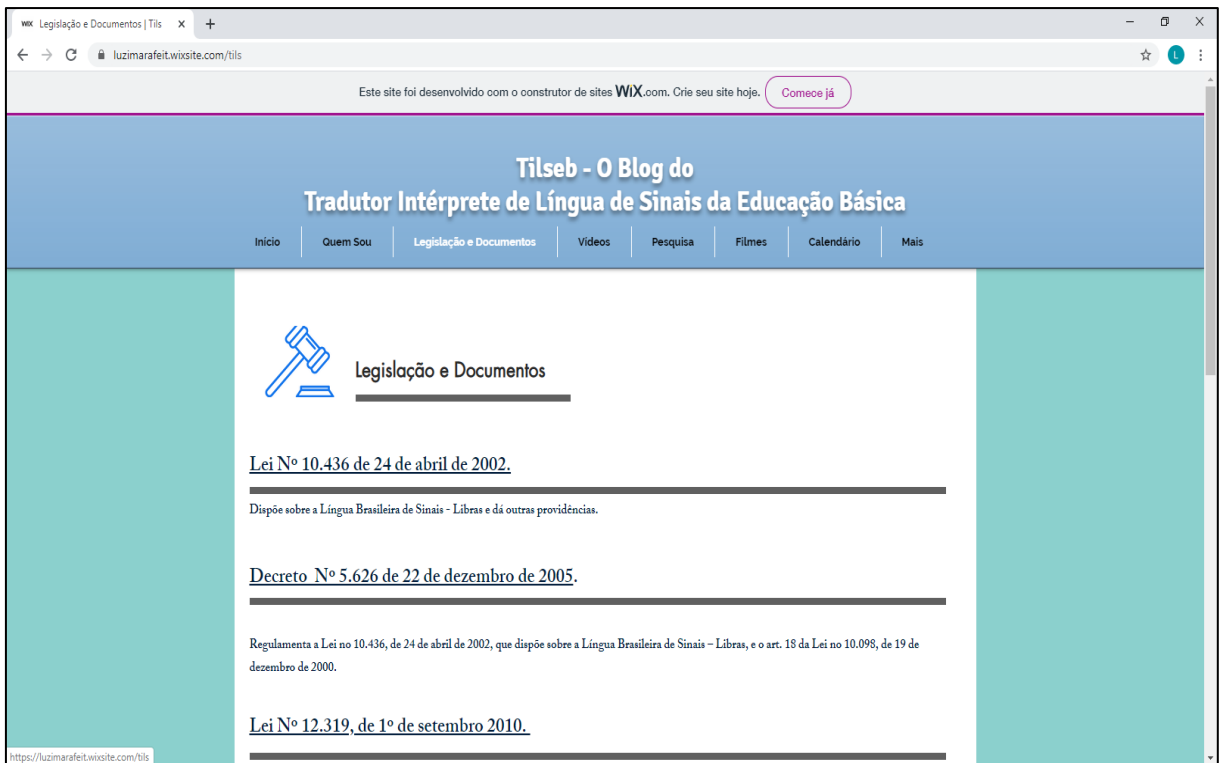 WiX Legislação e Documentos | Tils
luzimarafeit.wixsite.com/tils
L
Este site foi desenvolvido com o construtor de sites WiX.com. Crie seu site hoje. Comece já
Tilseb - O Blog do
Tradutor Intérprete de Língua de Sinais da Educação Básica
Início Quem Sou Legislação e Documentos Vídeos Pesquisa Filmes Calendário Mais
Legislação e Documentos
Lei Nº 10.436 de 24 de abril de 2002.
Dispõe sobre a Língua Brasileira de Sinais - Libras e dá outras providências.
Decreto Nº 5.626 de 22 de dezembro de 2005.
Regulamenta a Lei no 10.436, de 24 de abril de 2002, que dispõe sobre a Língua Brasileira de Sinais – Libras, e o art. 18 da Lei no 10.098, de 19 de
dezembro de 2000.
Lei Nº 12.319, de 1º de setembro 2010.
https://luzimarafeit.wixsite.com/tils